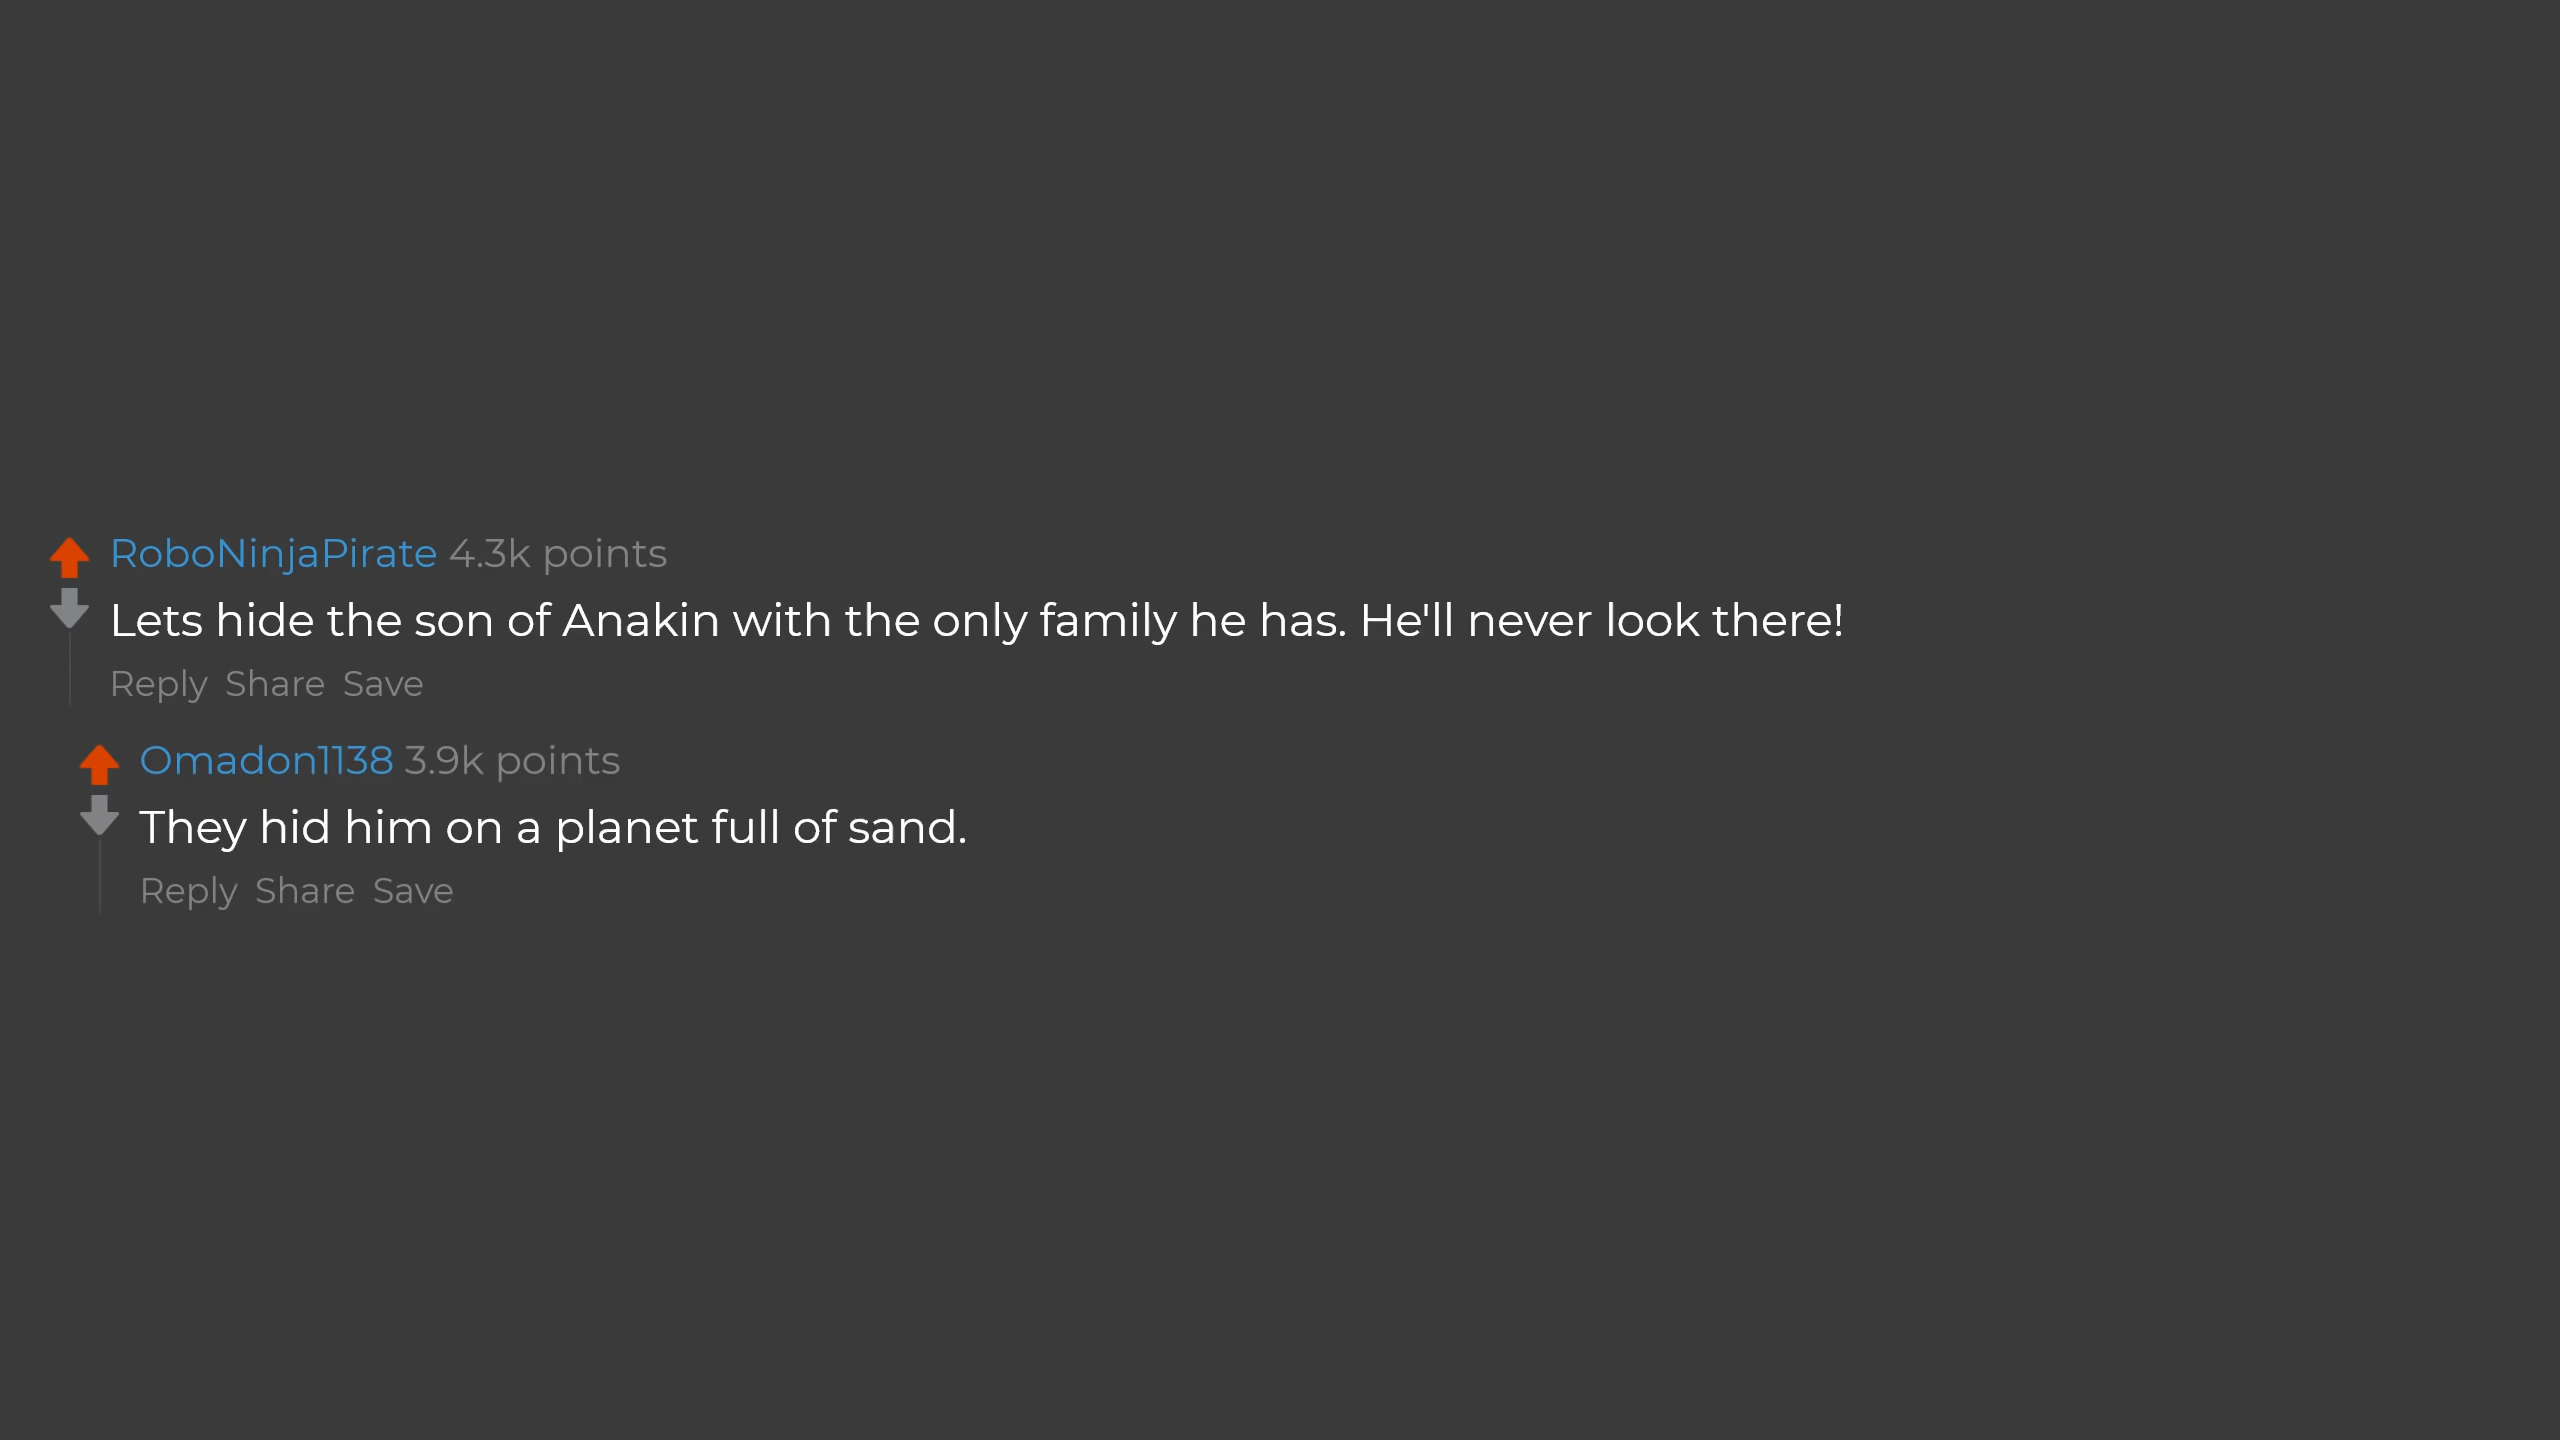 RoboNinjaPirate 4.3k points
Lets hide the son of Anakin with the only family he has. He'll never look there!
Reply Share Save
Omadon1138 3.9k points
They hid him on a planet full of sand.
Reply Share Save